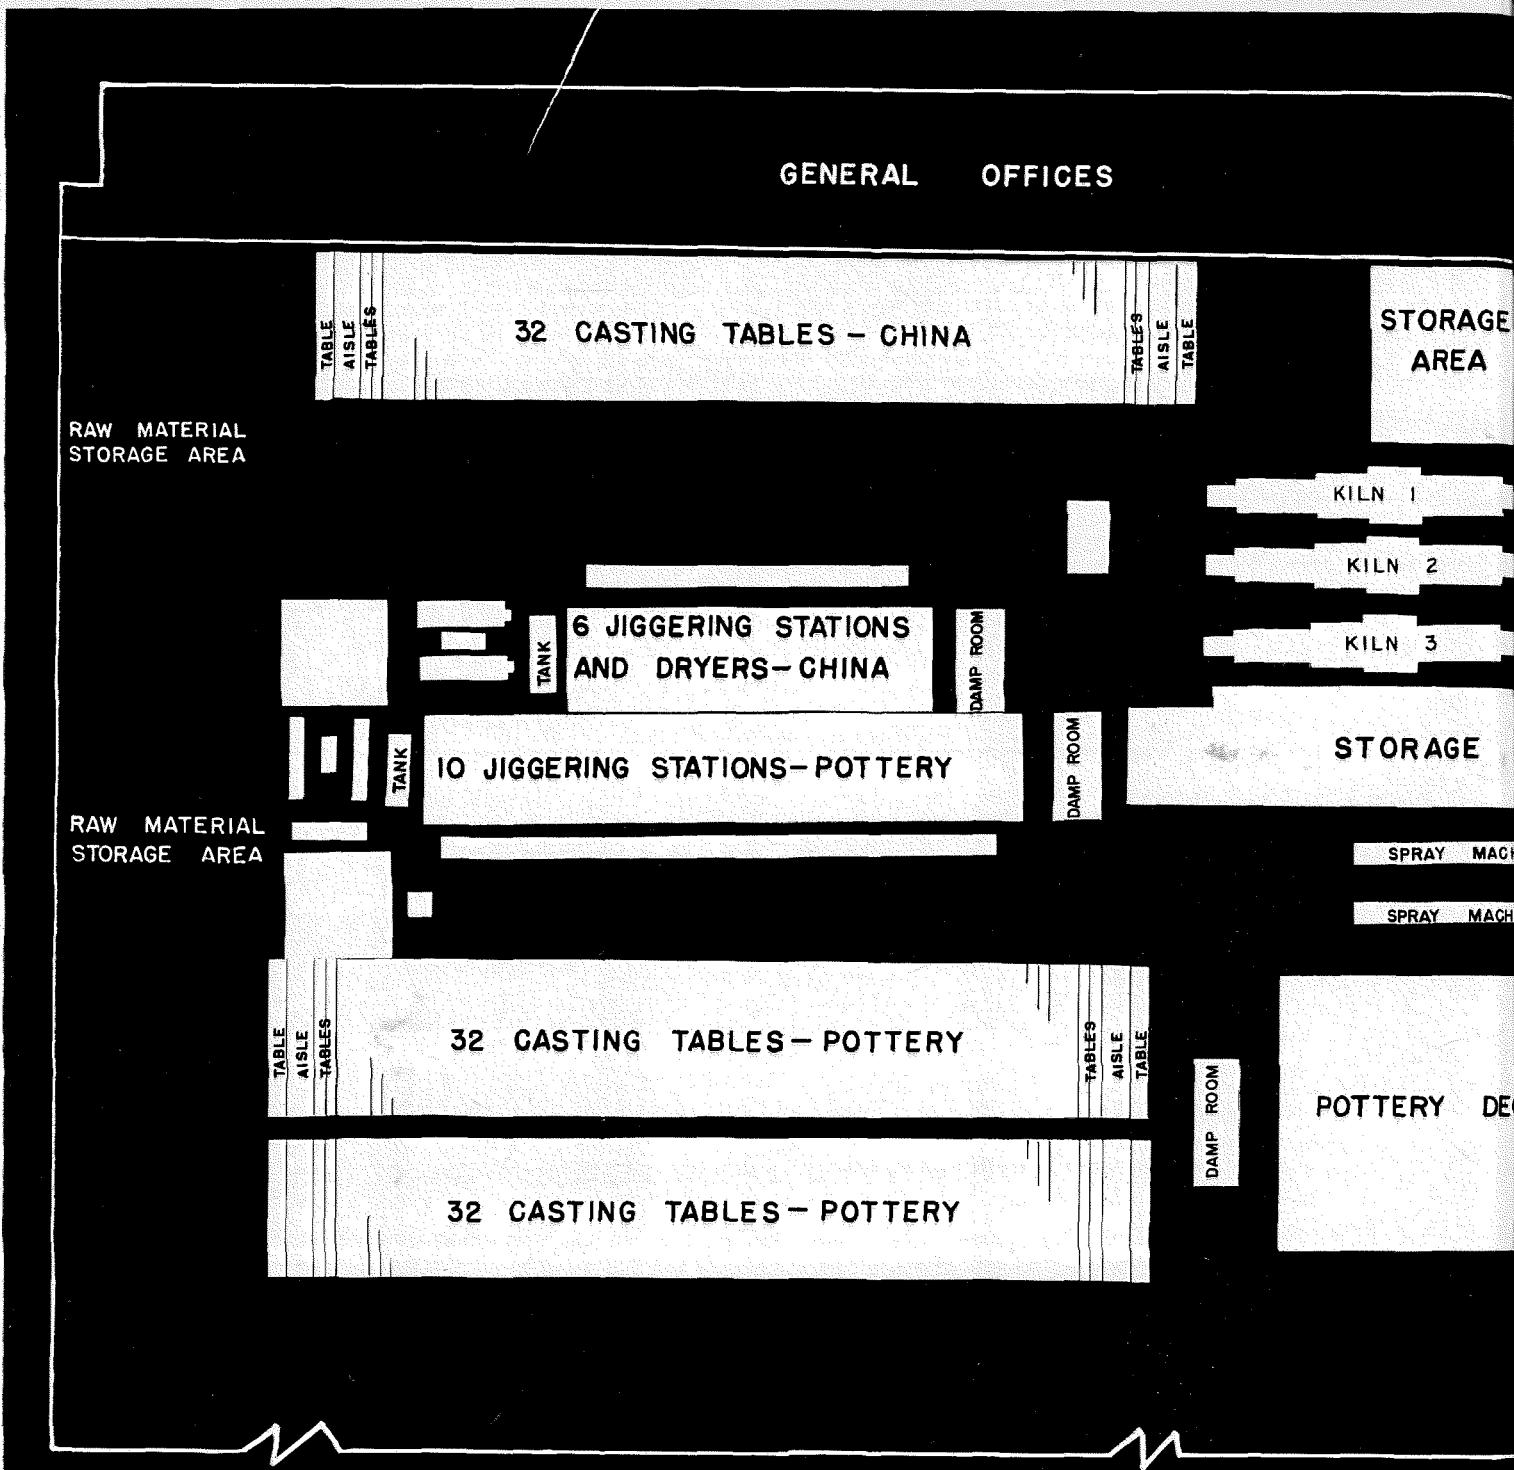 GENERAL OFFICES
TABLE
AISLE
TABLES
32 CASTING TABLES - CHINA
TABLES
AISLE
TABLE
STORAGE
AREA
RAW MATERIAL
STORAGE AREA
KILN 1
KILN 2
KILN 3
TANK
6 JIGGERING STATIONS
AND DRYERS-CHINA
DAMP ROOM
TANK
10 JIGGERING STATIONS-POTTERY
DAMP ROOM
STORAGE
RAW MATERIAL
STORAGE AREA
SPRAY MACH
SPRAY MACH
TABLE
AISLE
TABLES
32 CASTING TABLES-POTTERY
TABLES
AISLE
TABLE
DAMP ROOM
POTTERY DE
32 CASTING TABLES-POTTERY